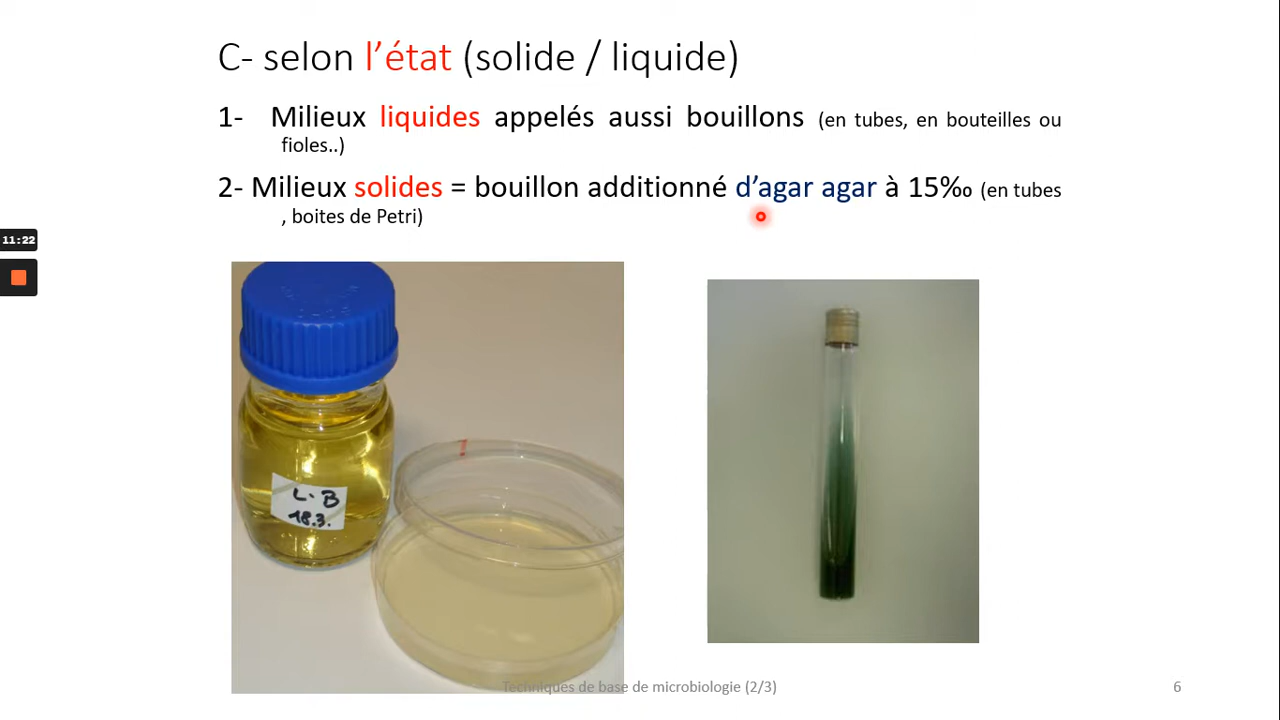 C- selon l’état (solide / liquide)
1- Milieux liquides appelés aussi bouillons (en tubes, en bouteilles ou
fioles..)
2- Milieux solides = bouillon additionné d’agar agar à 15‰ (en tubes
, boites de Petri)
11:22
L-B
18.3.
Techniques de base de microbiologie (2/3)
6